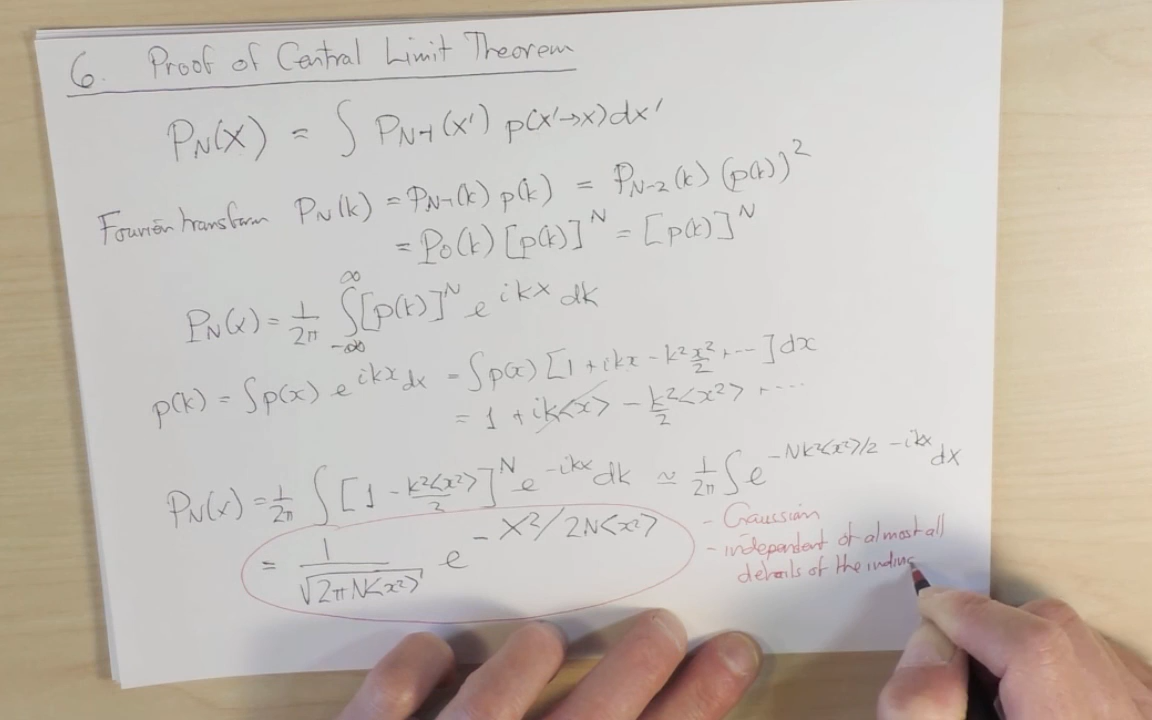 6. Proof of Central Limit Theorem
P_N(X) = ∫ P_{N-1}(X') p(X'→X) dX'
Fourier transform P_N(k) = P_{N-1}(k) p(k) = P_{N-2}(k) (p(k))^2
= P_0(k) [p(k)]^N = [p(k)]^N
P_N(X) = 1/2π ∫_{-∞}^{∞} [p(k)]^N e^{ikX} dk
p(k) = ∫p(x) e^{ikx} dx = ∫p(x) [1 + ikx - k^2 x^2/2 + ...] dx
= 1 + ik<x> - k^2/2 <x^2> + ....
P_N(X) = 1/2π ∫ [1 - k^2<x^2>/2]^N e^{-ikx} dk ≃ 1/2π ∫ e^{-Nk^2<x^2>/2 - ikx} dX
= 1/√(2πN<x^2>) e^{-X^2/2N<x^2>}
- Gaussian
- independent of almost all
details of the indivi